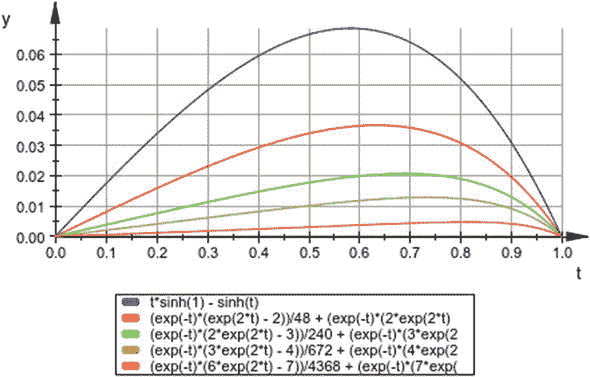 y
0.06
0.05
0.04
0.03
0.02
0.01
0.00
0.0 0.1 0.2 0.3 0.4 0.5 0.6 0.7 0.8 0.9 1.0
t
t*sinh(1) - sinh(t)
(exp(-t)*(exp(2*t) - 2))/48 + (exp(-t)*(2*exp(2*t)
(exp(-t)*(2*exp(2*t) - 3))/240 + (exp(-t)*(3*exp(2
(exp(-t)*(3*exp(2*t) - 4))/672 + (exp(-t)*(4*exp(2
(exp(-t)*(6*exp(2*t) - 7))/4368 + (exp(-t)*(7*exp(